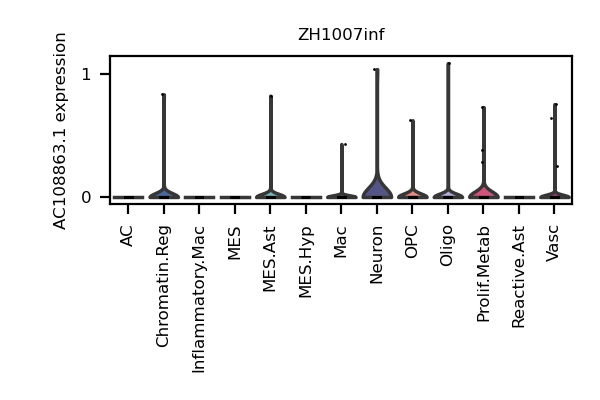 ZH1007inf
AC108863.1 expression
1
0
AC
Chromatin.Reg
Inflammatory.Mac
MES
MES.Ast
MES.Hyp
Mac
Neuron
OPC
Oligo
Prolif.Metab
Reactive.Ast
Vasc